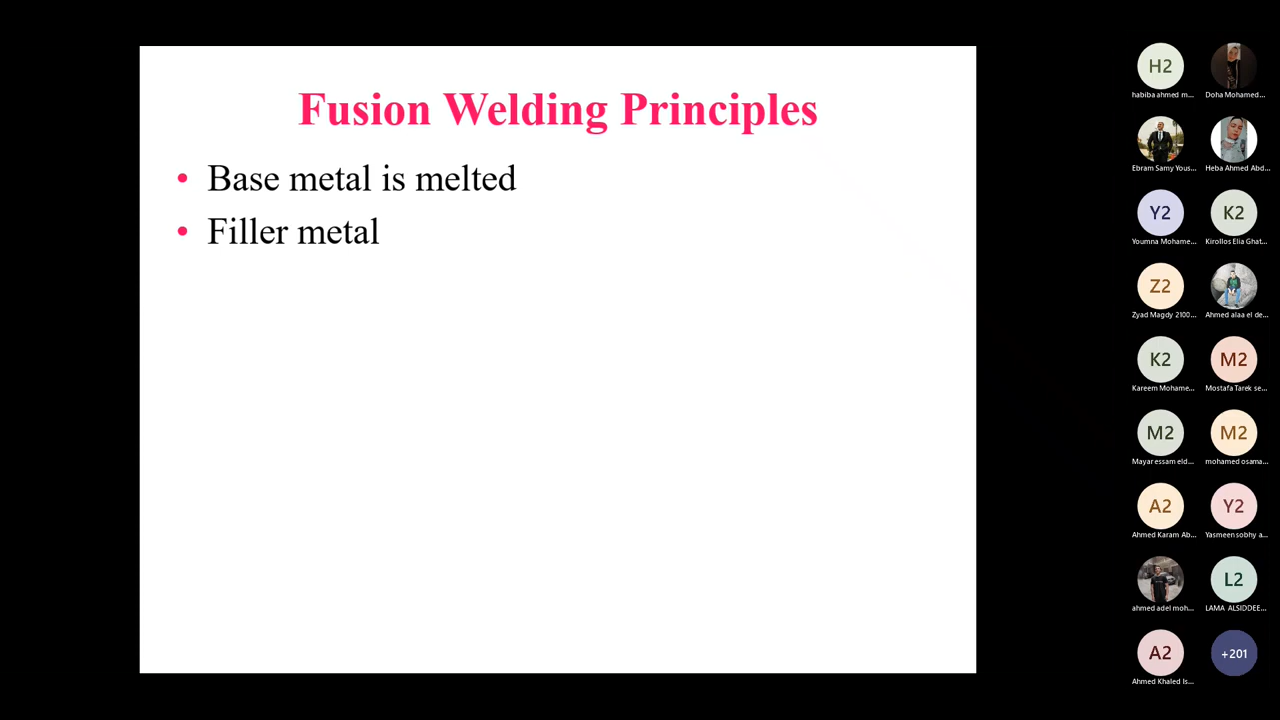 Fusion Welding Principles
• Base metal is melted
• Filler metal
H2
habiba ahmed m...
Doha Mohamed...
Ebram Samy Yous...
Heba Ahmed Abd...
Y2
K2
Youmna Mohame...
Kirollos Elia Ghat...
Z2
Zyad Magdy 2100...
Ahmed alaa el de...
K2
M2
Kareem Mohame...
Mostafa Tarek se...
M2
M2
Mayar essam eld...
mohamed osama...
A2
Y2
Ahmed Karam Ab...
Yasmeen sobhy a...
L2
ahmed adel moh...
LAMA ALSIDDEE...
A2
+201
Ahmed Khaled Is...